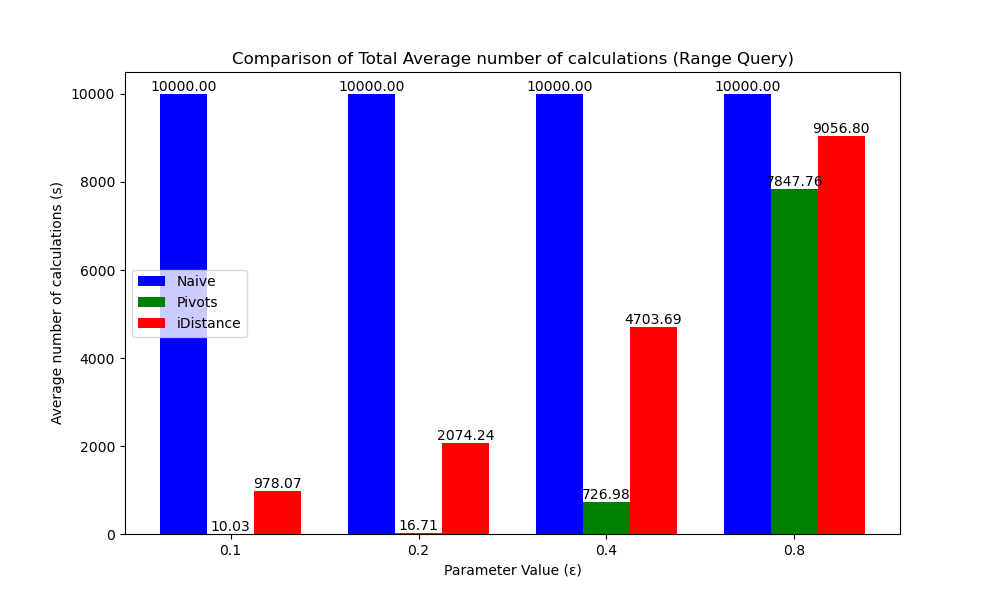 Comparison of Total Average number of calculations (Range Query)
10000.00 10000.00 10000.00 10000.00
10000
9056.80
8000
7847.76
Average number of calculations (s)
6000
Naive
Pivots
iDistance
4703.69
4000
2074.24
2000
978.07
726.98
10.03
16.71
0
0.1 0.2 0.4 0.8
Parameter Value (ε)